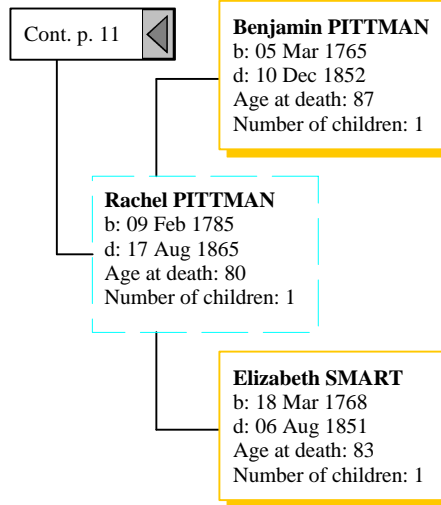 Cont. p. 11
Benjamin PITTMAN
b: 05 Mar 1765
d: 10 Dec 1852
Age at death: 87
Number of children: 1
Rachel PITTMAN
b: 09 Feb 1785
d: 17 Aug 1865
Age at death: 80
Number of children: 1
Elizabeth SMART
b: 18 Mar 1768
d: 06 Aug 1851
Age at death: 83
Number of children: 1